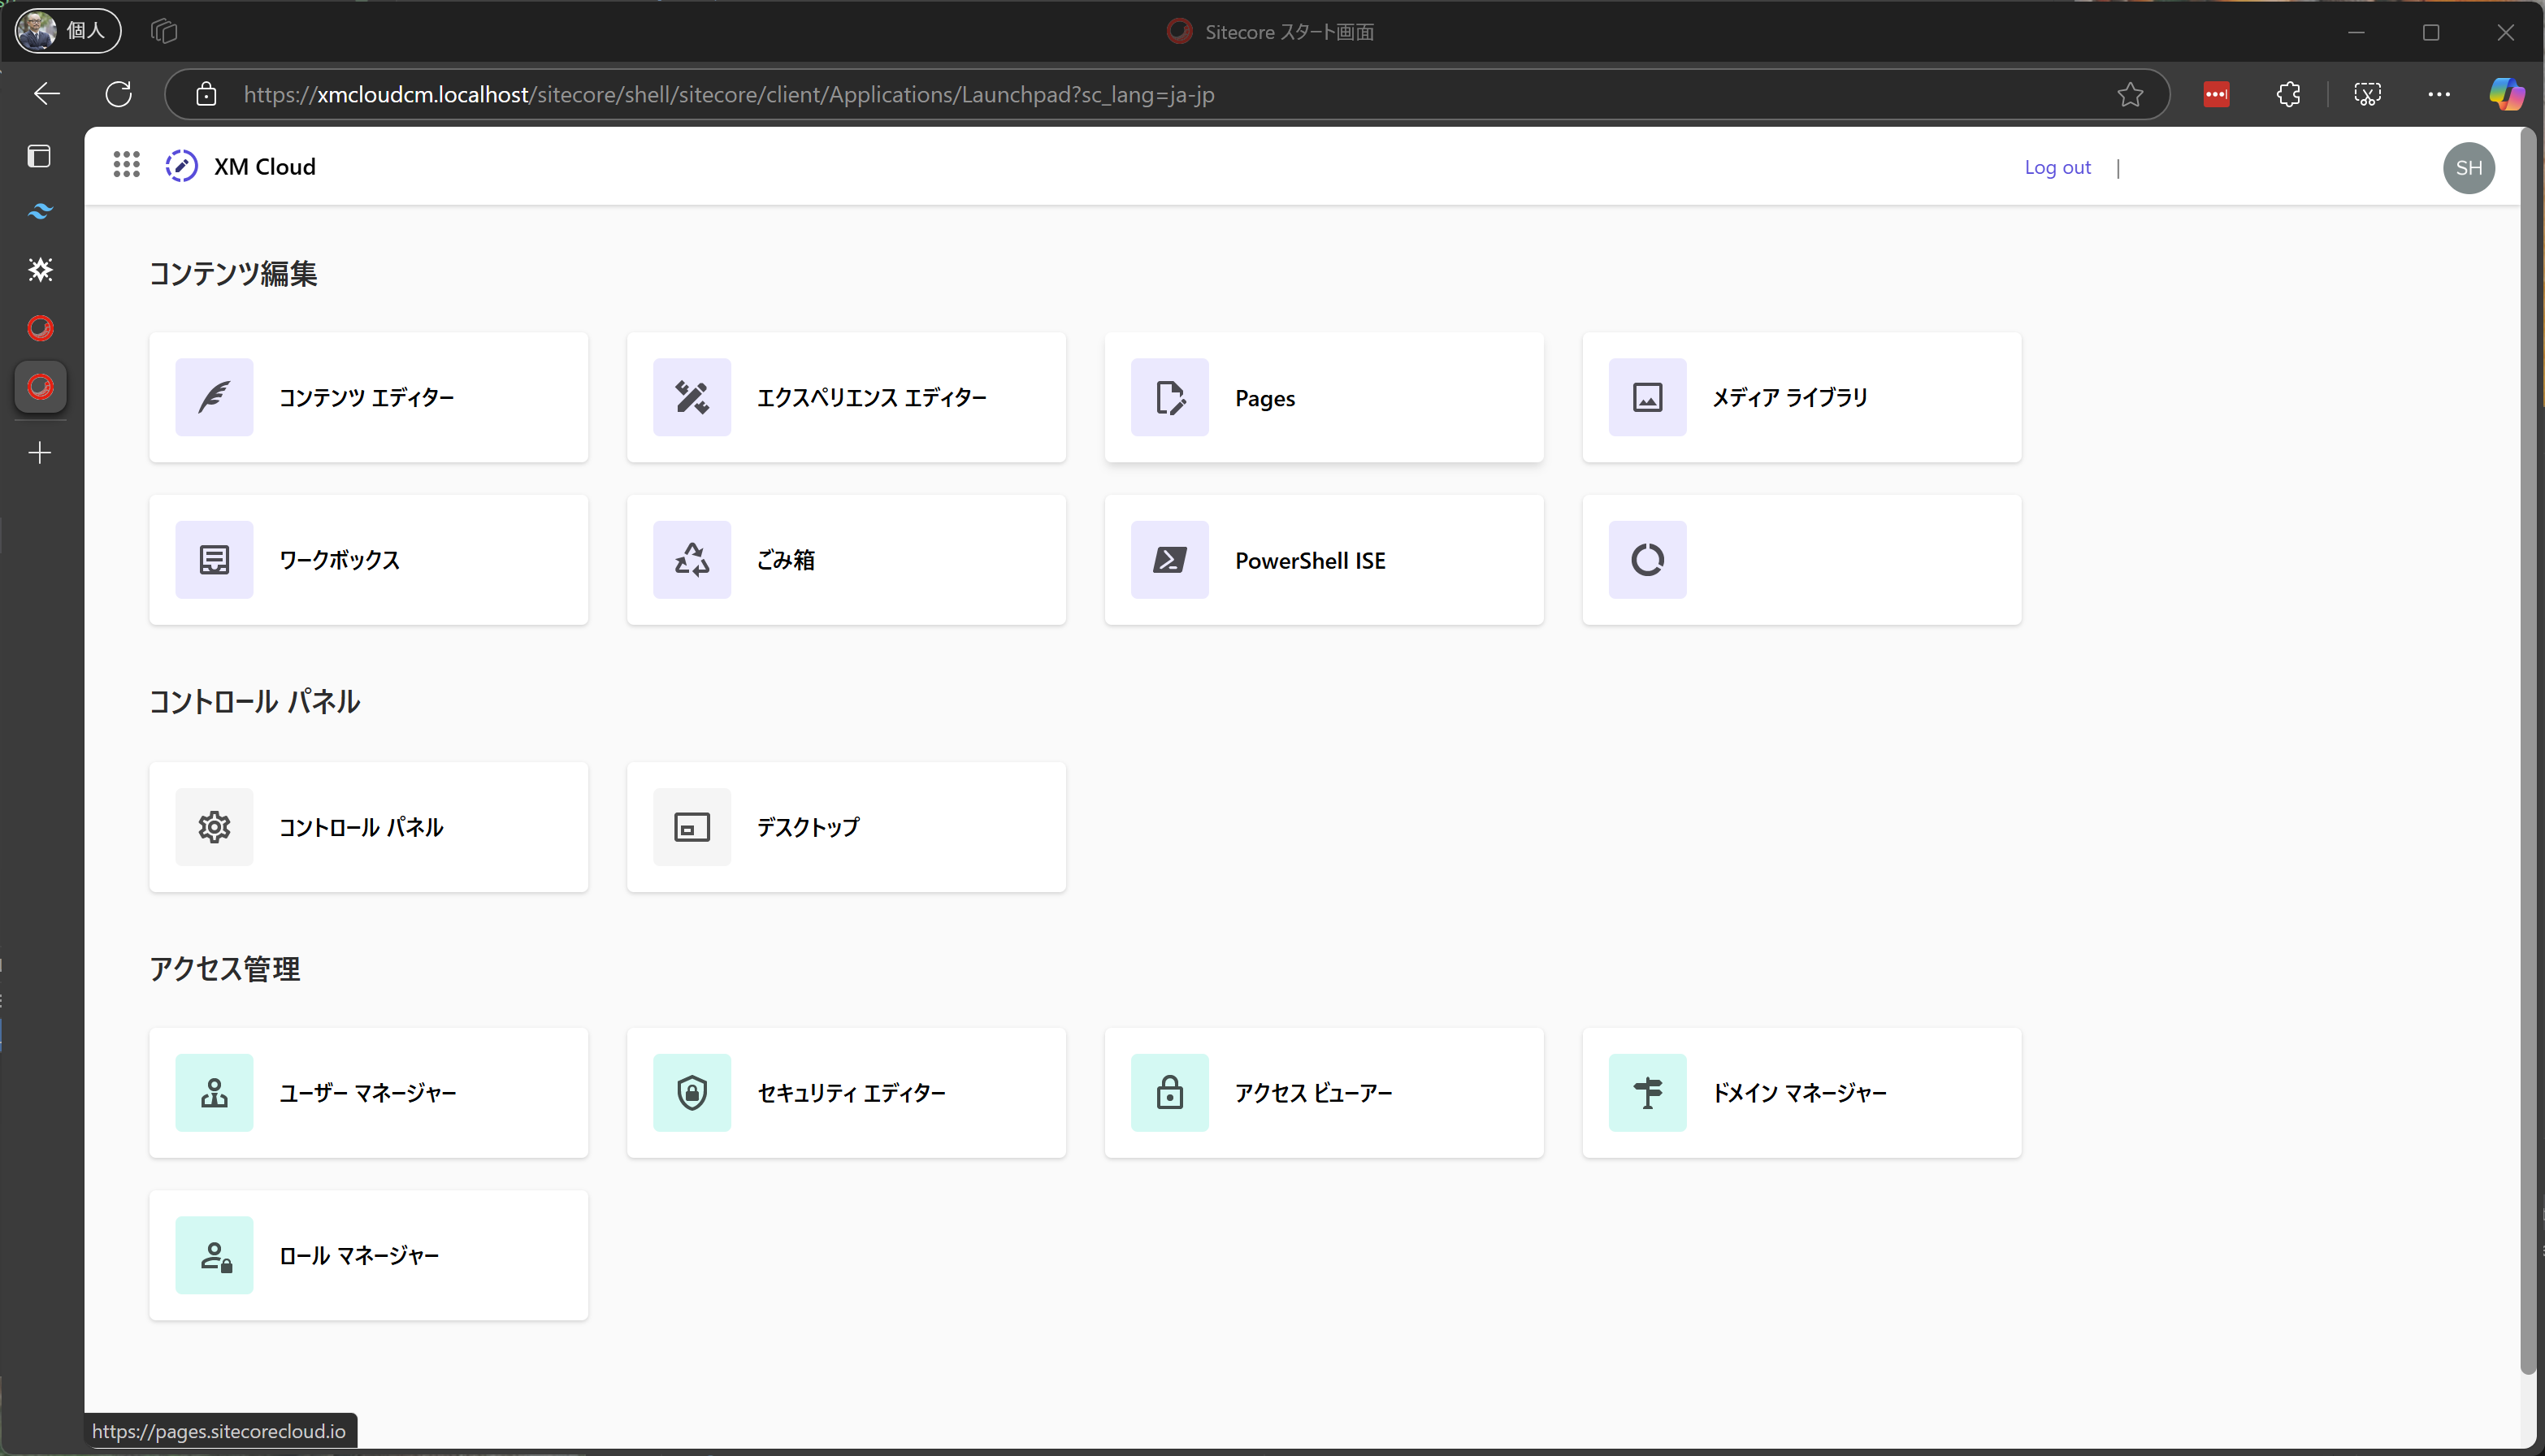 個人
Sitecore スタート画面
https://xmcloudcm.localhost/sitecore/shell/sitecore/client/Applications/Launchpad?sc_lang=ja-jp
XM Cloud
Log out |
SH
コンテンツ編集
コンテンツ エディター
エクスペリエンス エディター
Pages
メディア ライブラリ
ワークボックス
ごみ箱
PowerShell ISE
コントロール パネル
コントロール パネル
デスクトップ
アクセス管理
ユーザー マネージャー
セキュリティ エディター
アクセス ビューアー
ドメイン マネージャー
ロール マネージャー
https://pages.sitecorecloud.io